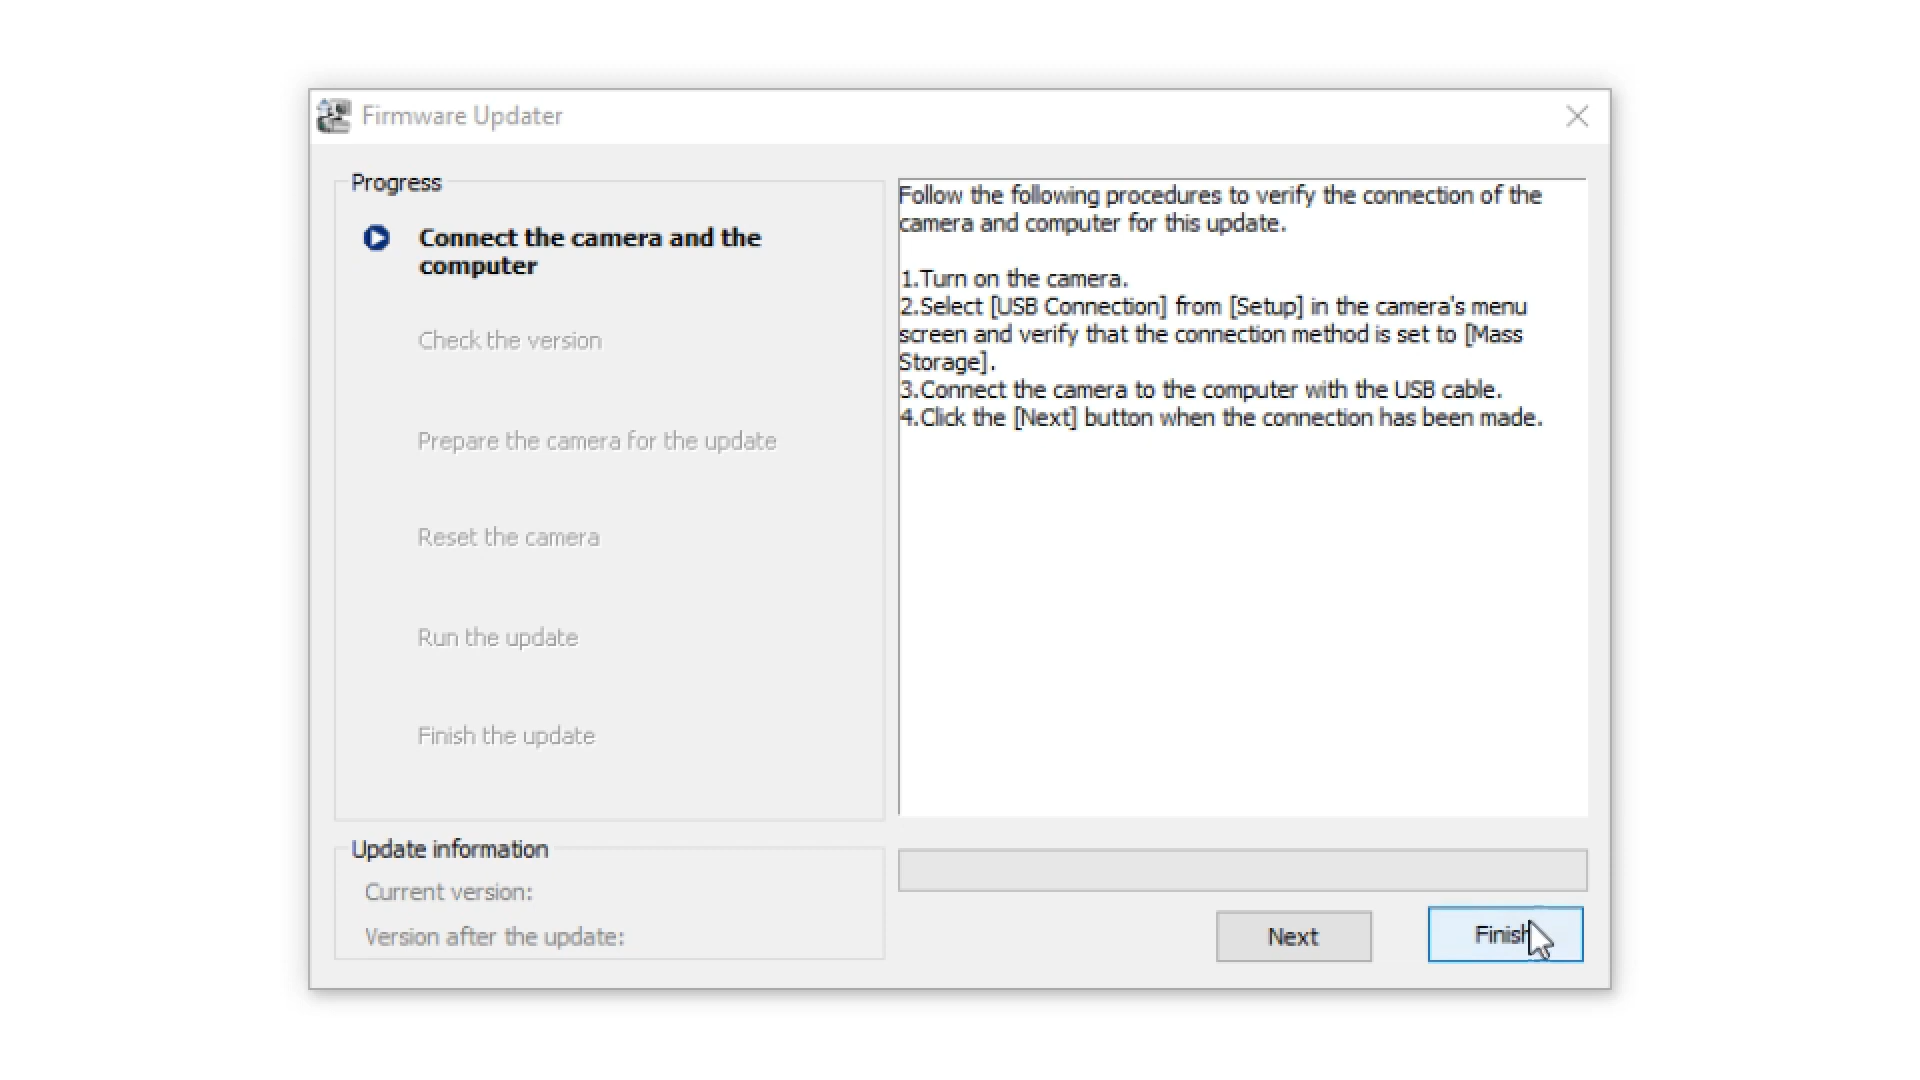 Firmware Updater
Progress
Connect the camera and the
computer
Check the version
Prepare the camera for the update
Reset the camera
Run the update
Finish the update
Follow the following procedures to verify the connection of the
camera and computer for this update.
1.Turn on the camera.
2.Select [USB Connection] from [Setup] in the camera's menu
screen and verify that the connection method is set to [Mass
Storage].
3.Connect the camera to the computer with the USB cable.
4.Click the [Next] button when the connection has been made.
Update information
Current version:
Version after the update:
Next
Finish